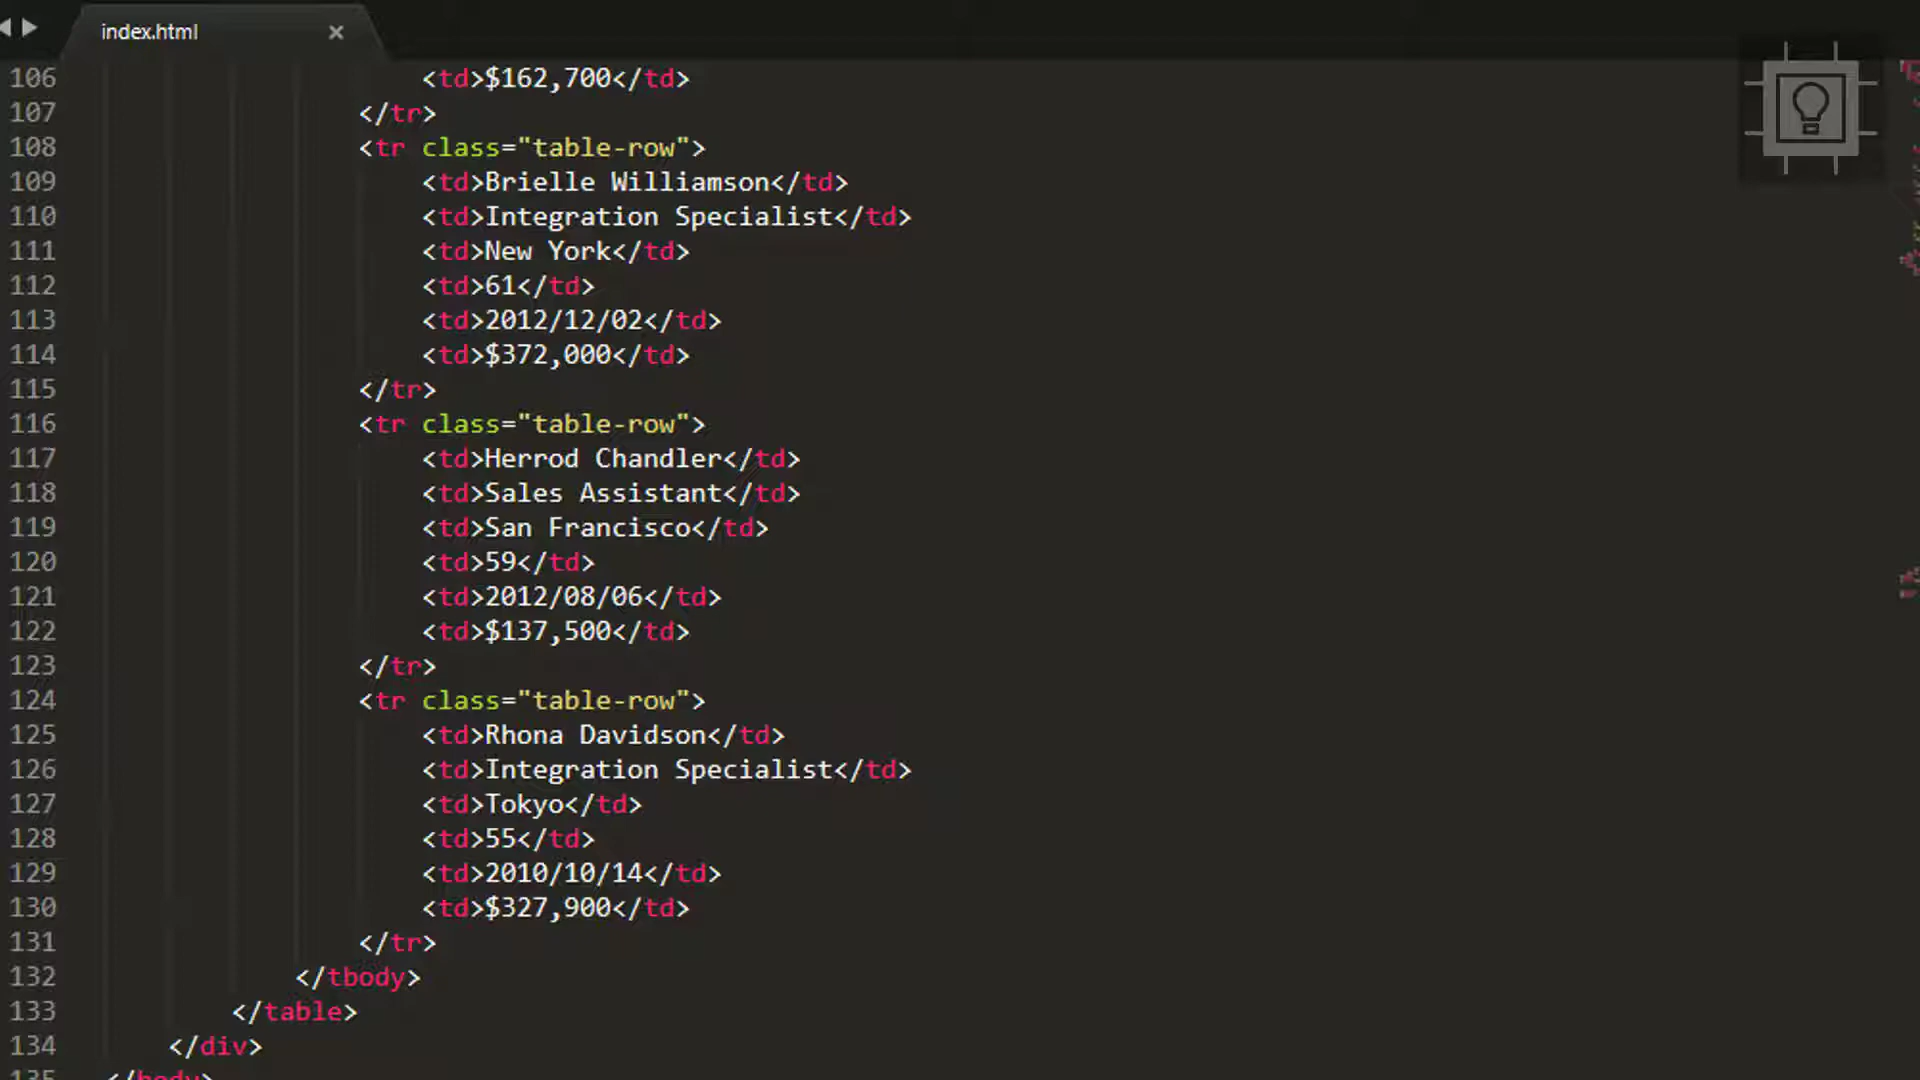 index.html ×
106 <td>$162,700</td>
107 </tr>
108 <tr class="table-row">
109 <td>Brielle Williamson</td>
110 <td>Integration Specialist</td>
111 <td>New York</td>
112 <td>61</td>
113 <td>2012/12/02</td>
114 <td>$372,000</td>
115 </tr>
116 <tr class="table-row">
117 <td>Herrod Chandler</td>
118 <td>Sales Assistant</td>
119 <td>San Francisco</td>
120 <td>59</td>
121 <td>2012/08/06</td>
122 <td>$137,500</td>
123 </tr>
124 <tr class="table-row">
125 <td>Rhona Davidson</td>
126 <td>Integration Specialist</td>
127 <td>Tokyo</td>
128 <td>55</td>
129 <td>2010/10/14</td>
130 <td>$327,900</td>
131 </tr>
132 </tbody>
133 </table>
134 </div>
135 </body>